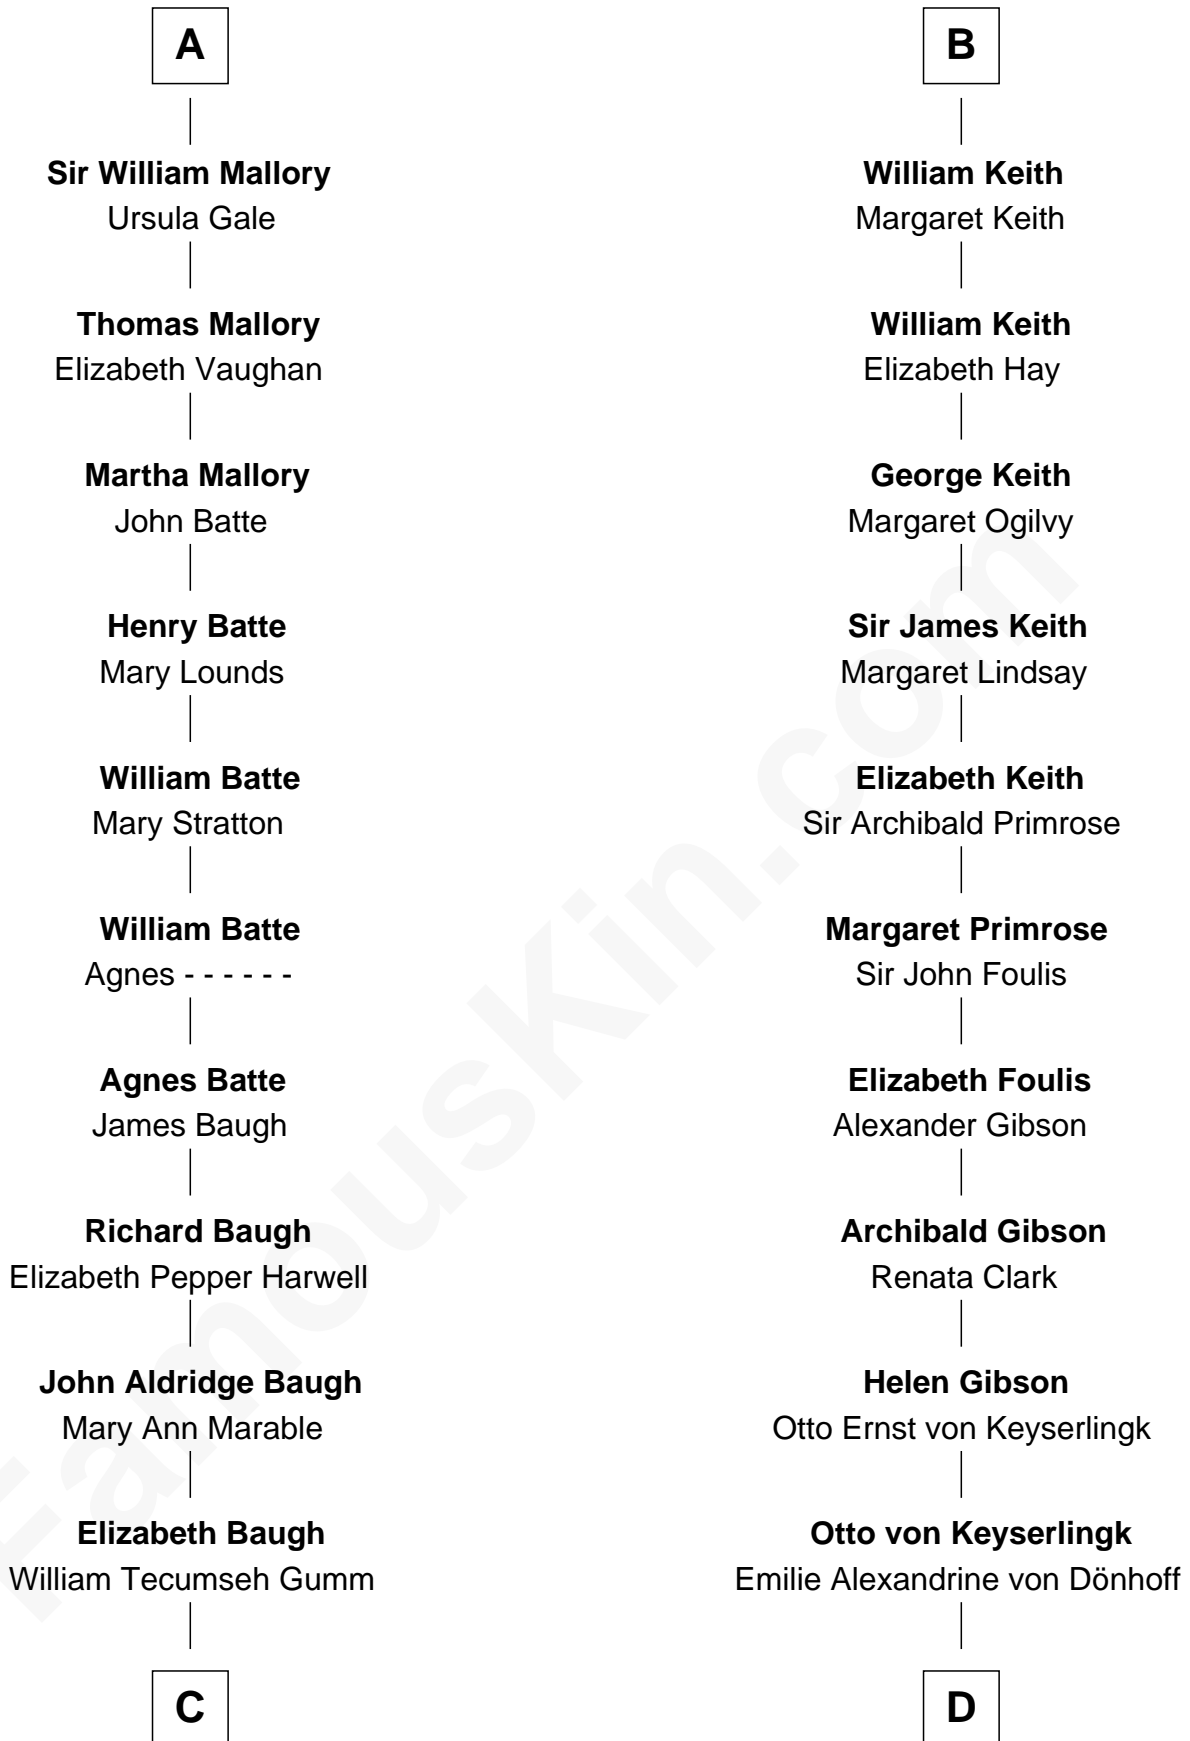 A
Sir William Mallory
Ursula Gale
Thomas Mallory
Elizabeth Vaughan
Martha Mallory
John Batte
Henry Batte
Mary Lounds
William Batte
Mary Stratton
William Batte
Agnes - - - - - -
Agnes Batte
James Baugh
Richard Baugh
Elizabeth Pepper Harwell
John Aldridge Baugh
Mary Ann Marable
Elizabeth Baugh
William Tecumseh Gumm
C
B
William Keith
Margaret Keith
William Keith
Elizabeth Hay
George Keith
Margaret Ogilvy
Sir James Keith
Margaret Lindsay
Elizabeth Keith
Sir Archibald Primrose
Margaret Primrose
Sir John Foulis
Elizabeth Foulis
Alexander Gibson
Archibald Gibson
Renata Clark
Helen Gibson
Otto Ernst von Keyserlingk
Otto von Keyserlingk
Emilie Alexandrine von Dönhoff
D
FamousKin.com